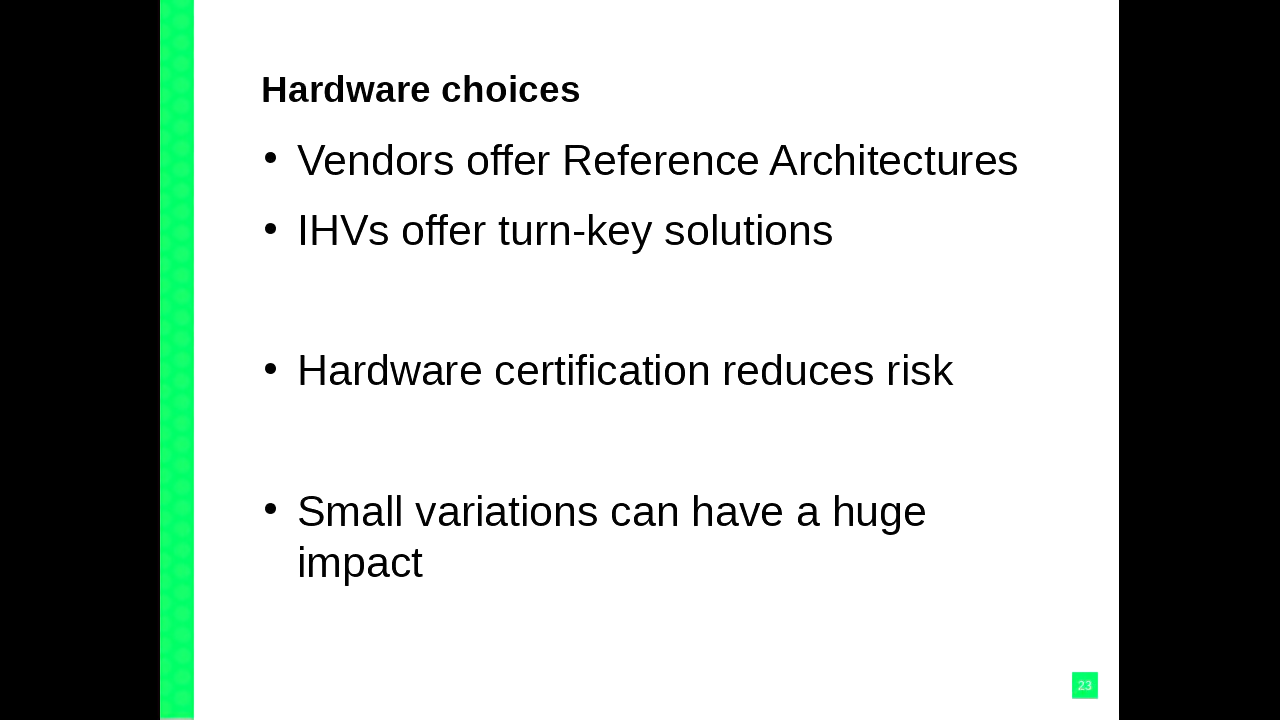 Hardware choices
• Vendors offer Reference Architectures
• IHVs offer turn-key solutions
• Hardware certification reduces risk
• Small variations can have a huge
impact
23